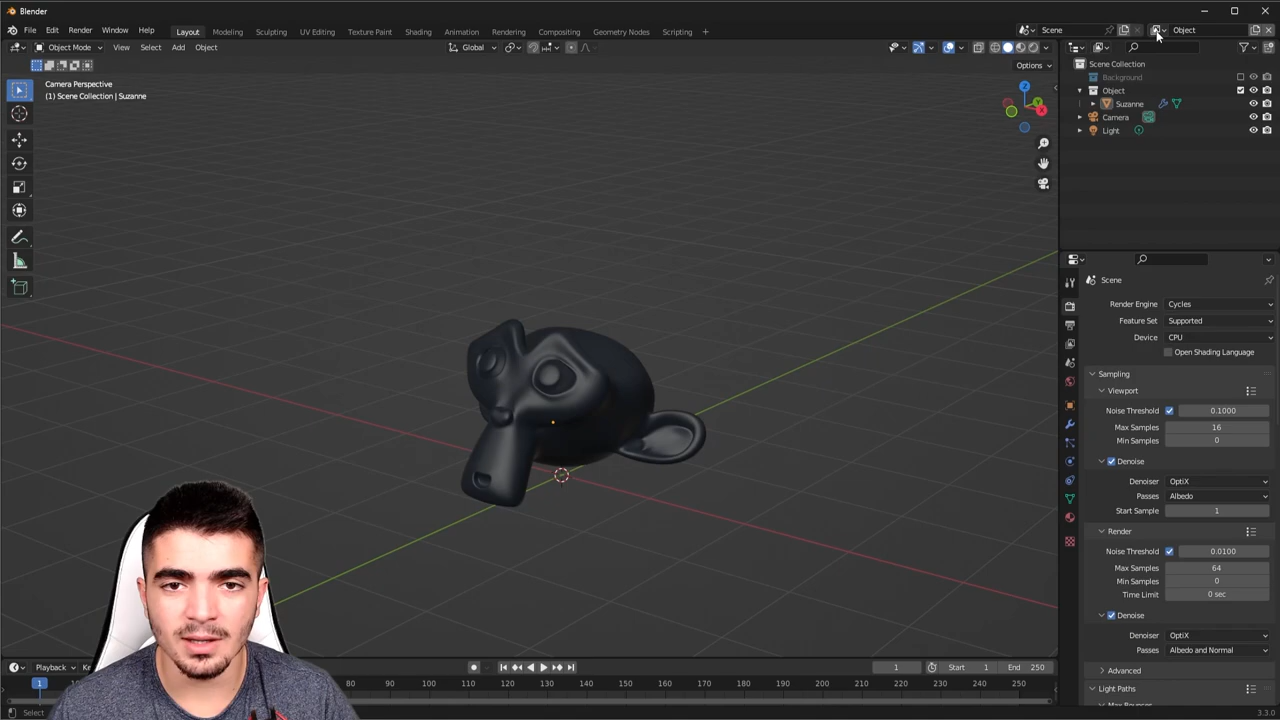 Blender
File Edit Render Window Help Layout Modeling Sculpting UV Editing Texture Paint Shading Animation Rendering Compositing Geometry Nodes Scripting Scene Object
Object Mode View Select Add Object Global
Options
Camera Perspective
(1) Scene Collection | Suzanne
Z
Y
X
Scene Collection
Background
Object
Suzanne
Camera
Light
Scene
Render Engine Cycles
Feature Set Supported
Device CPU
Open Shading Language
Sampling
Viewport
Noise Threshold 0.1000
Max Samples 16
Min Samples 0
Denoise
Denoiser OptiX
Passes Albedo
Start Sample 1
Render
Noise Threshold 0.0100
Max Samples 64
Min Samples 0
Time Limit 0 sec
Denoise
Denoiser OptiX
Passes Albedo and Normal
Advanced
Light Paths
Playback 1 Start 1 End 250
1 80 90 100 110 120 130 140 150 160 170 180 190 200 210 220 230 240 250
Select 3.3.0